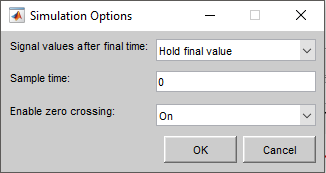 Simulation Options
Signal values after final time: Hold final value
Sample time: 0
Enable zero crossing: On
OK Cancel